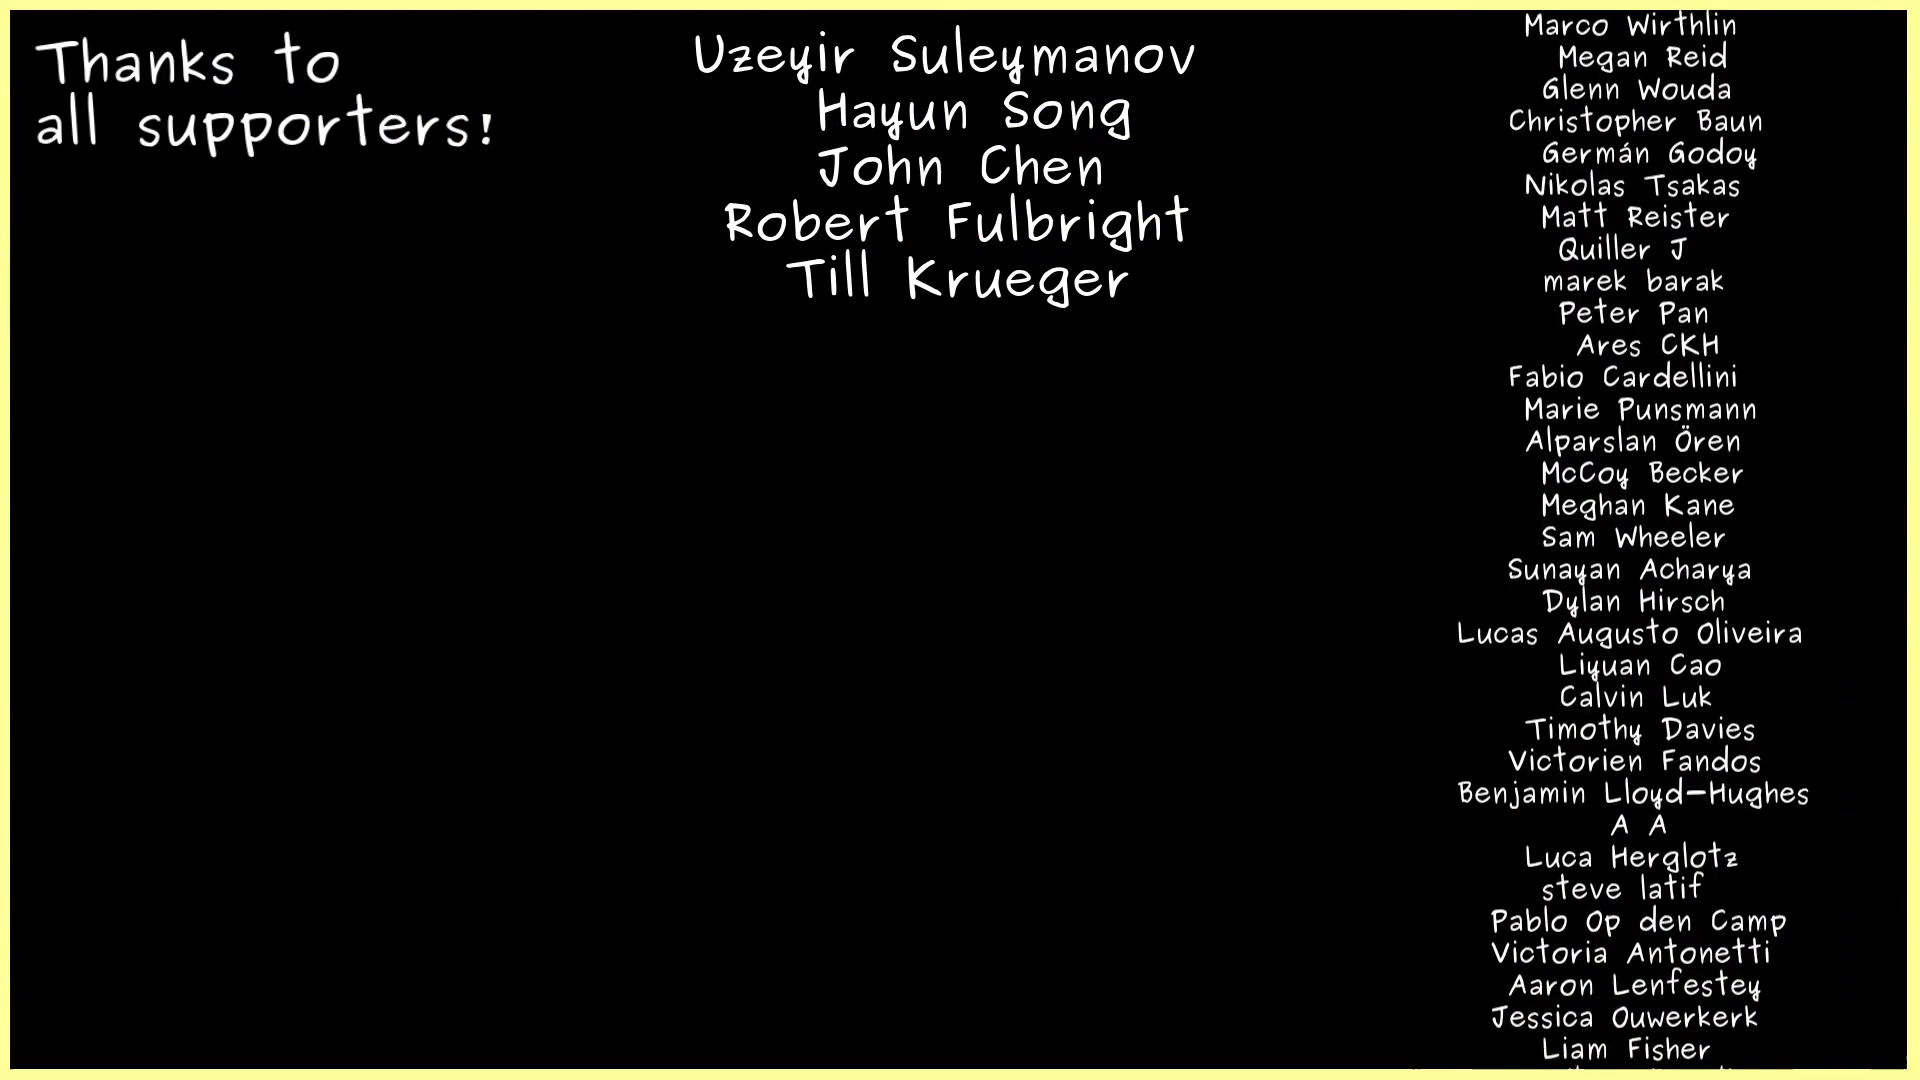 Thanks to
all supporters!
Uzeyir Suleymanov
Hayun Song
John Chen
Robert Fulbright
Till Krueger
Marco Wirthlin
Megan Reid
Glenn Wouda
Christopher Baun
Germán Godoy
Nikolas Tsakas
Matt Reister
Quiller J
marek barak
Peter Pan
Ares CKH
Fabio Cardellini
Marie Punsmann
Alparslan Ören
McCoy Becker
Meghan Kane
Sam Wheeler
Sunayan Acharya
Dylan Hirsch
Lucas Augusto Oliveira
Liyuan Cao
Calvin Luk
Timothy Davies
Victorien Fandos
Benjamin Lloyd-Hughes
A A
Luca Herglotz
steve latif
Pablo Op den Camp
Victoria Antonetti
Aaron Lenfestey
Jessica Ouwerkerk
Liam Fisher